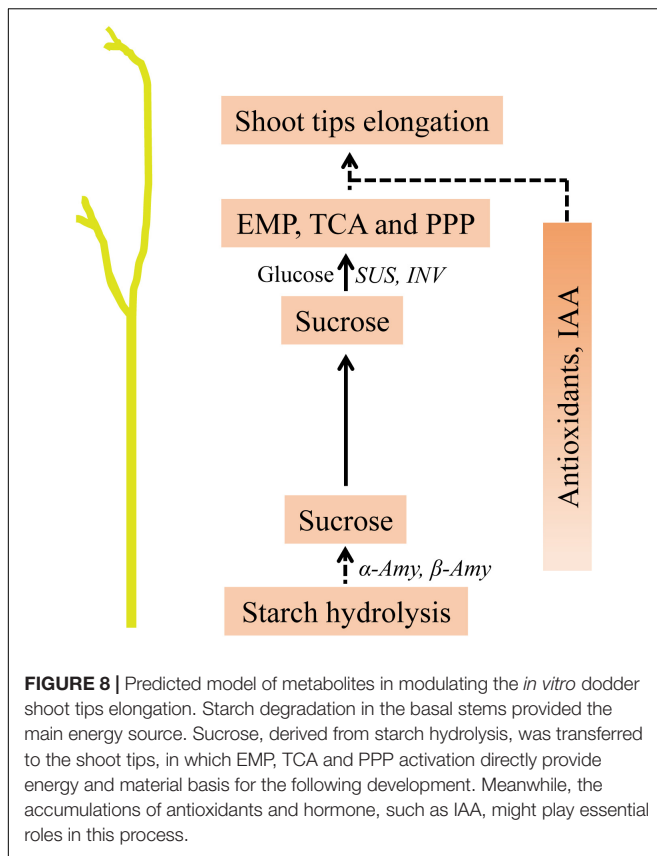 Shoot tips elongation
EMP, TCA and PPP
Glucose SUS, INV
Sucrose
Sucrose
α-Amy, β-Amy
Starch hydrolysis
Antioxidants, IAA
FIGURE 8 | Predicted model of metabolites in modulating the in vitro dodder
shoot tips elongation. Starch degradation in the basal stems provided the
main energy source. Sucrose, derived from starch hydrolysis, was transferred
to the shoot tips, in which EMP, TCA and PPP activation directly provide
energy and material basis for the following development. Meanwhile, the
accumulations of antioxidants and hormone, such as IAA, might play essential
roles in this process.